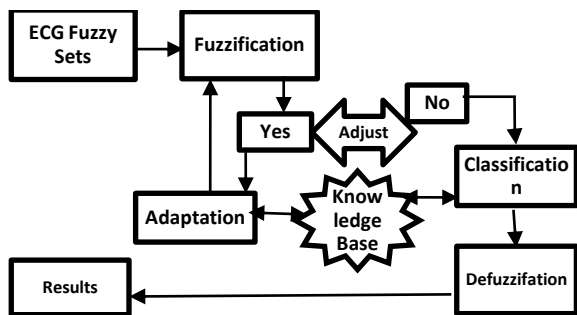 ECG Fuzzy
Sets
Fuzzification
No
Yes
Adjust
Classificatio
n
Know
ledge
Base
Adaptation
Defuzzifation
Results